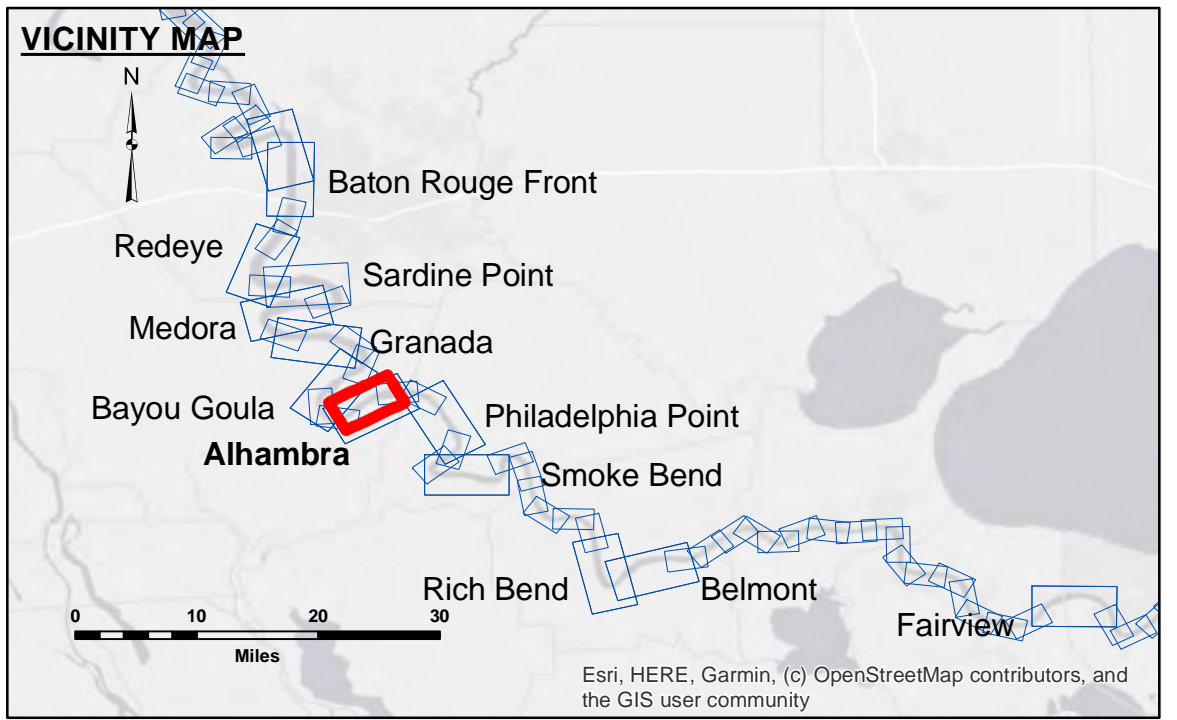 VICINITY MAP
N
Baton Rouge Front
Redeye
Sardine Point
Medora
Granada
Bayou Goula
Philadelphia Point
Alhambra
Smoke Bend
Rich Bend
Belmont
Fairview
0 10 20 30
Miles
Esri, HERE, Garmin, (c) OpenStreetMap contributors, and
the GIS user community